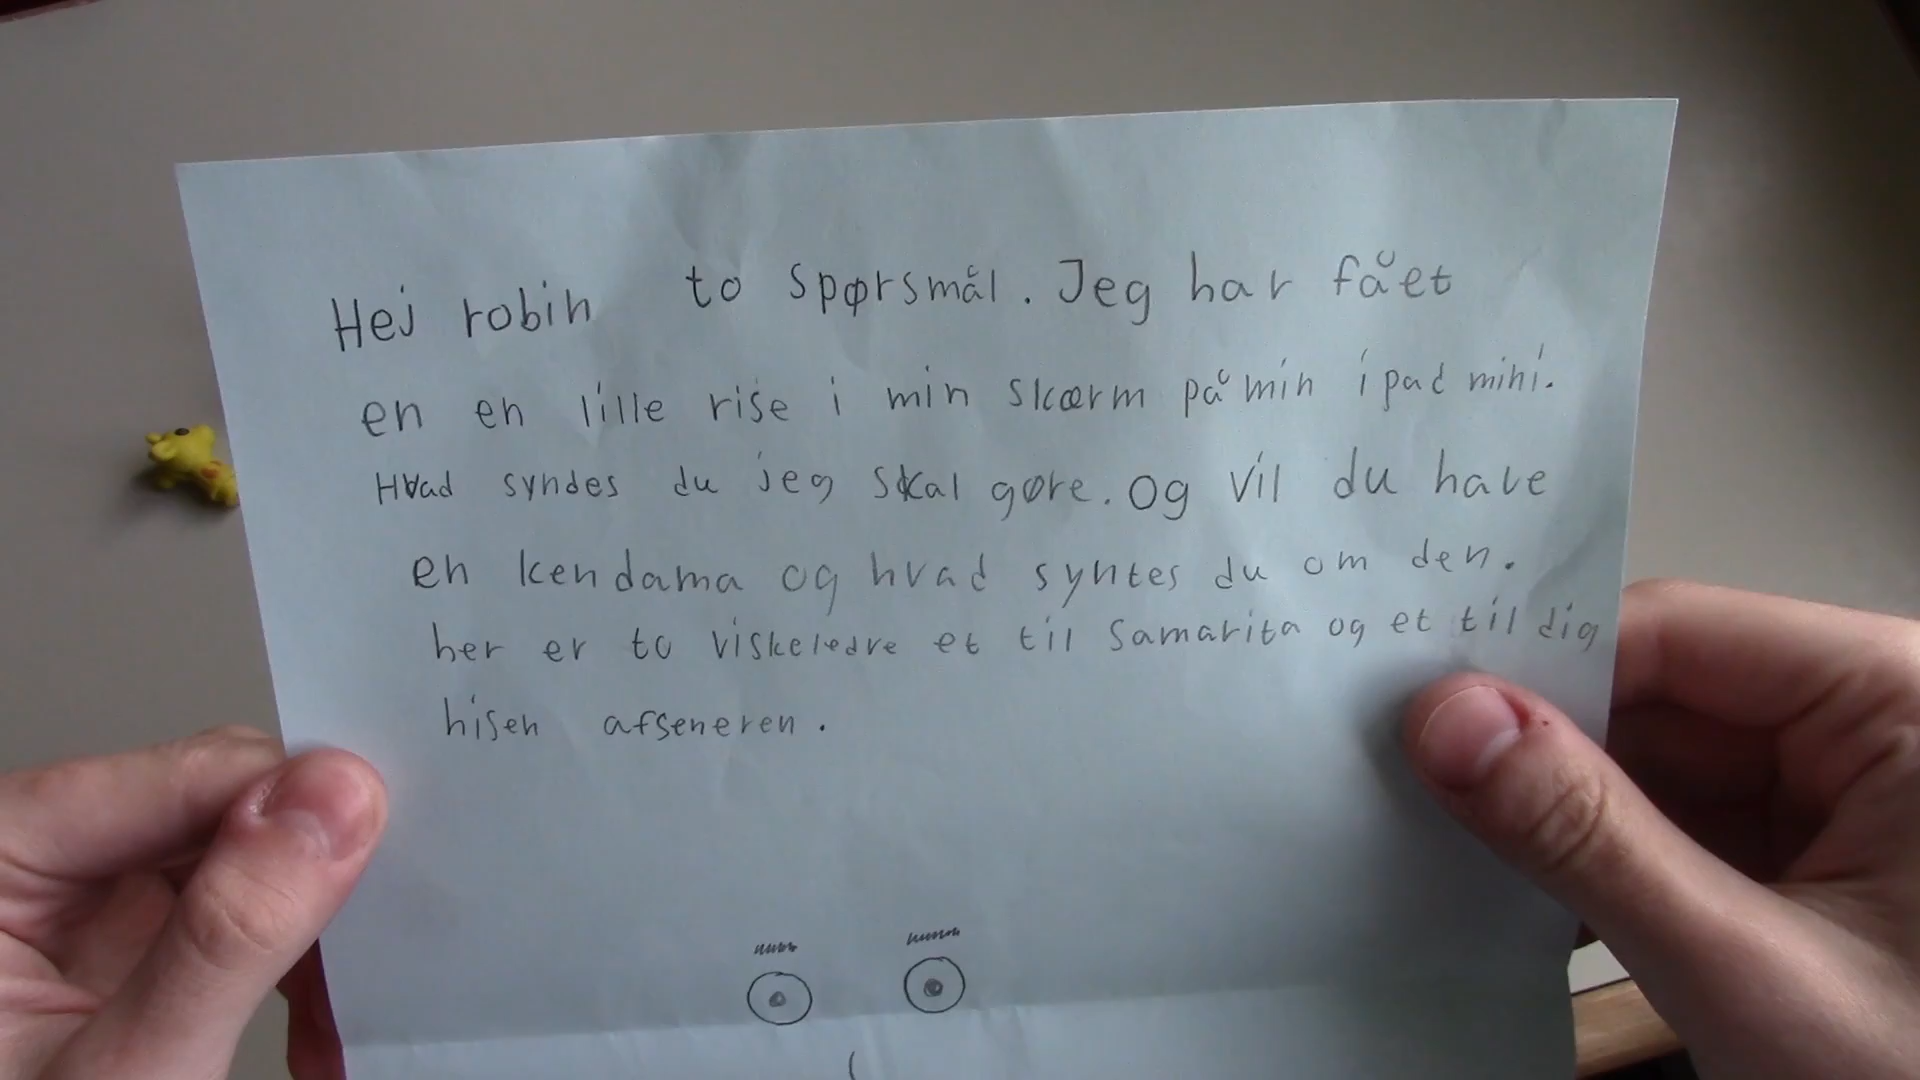 Hej robin to spørsmål. Jeg har fået
en en lille rise i min skærm på min ipad mini.
Hvad syndes du jeg skal gøre. Og vil du have
en kendama og hvad syntes du om den.
her er to viskeledre et til Samarita og et til dig
hisen afseneren.